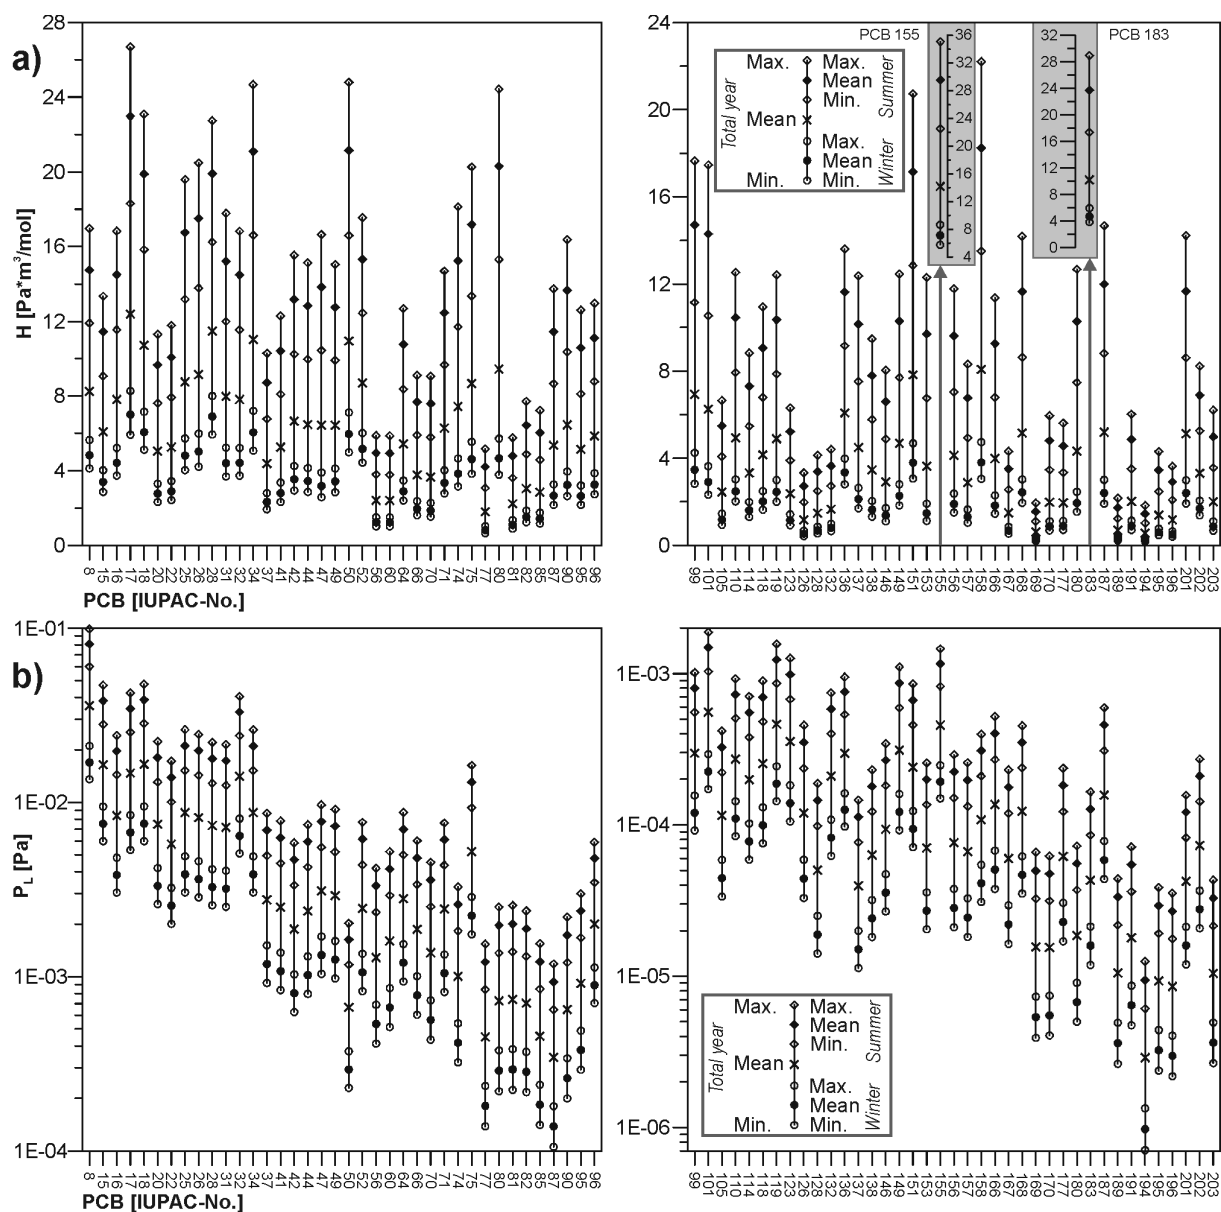 a)
28
24
20
16
12
8
4
0
H [Pa*m³/mol]
8 15 16 17 18 20 22 25 26 28 31 32 34 37 41 42 44 47 49 50 52 56 60 64 66 70 71 74 75 77 80 81 82 85 87 90 95 96
PCB [IUPAC-No.]
24
20
16
12
8
4
0
PCB 155
36
32
28
24
20
16
12
8
4
PCB 183
32
28
24
20
16
12
8
4
0
Max. Max.
Mean
Min.
Mean
Max.
Mean
Min. Min.
Total year
Summer
Winter
99 101 105 110 114 118 119 123 126 128 132 136 137 138 146 149 151 153 155 156 157 158 166 167 168 169 170 177 180 183 187 189 191 194 195 196 201 202 203
b)
1E-01
1E-02
1E-03
1E-04
PL [Pa]
8 15 16 17 18 20 22 25 26 28 31 32 34 37 41 42 44 47 49 50 52 56 60 64 66 70 71 74 75 77 80 81 82 85 87 90 95 96
PCB [IUPAC-No.]
1E-03
1E-04
1E-05
1E-06
Max. Max.
Mean
Min.
Mean
Max.
Mean
Min. Min.
Total year
Summer
Winter
99 101 105 110 114 118 119 123 126 128 132 136 137 138 146 149 151 153 155 156 157 158 166 167 168 169 170 177 180 183 187 189 191 194 195 196 201 202 203